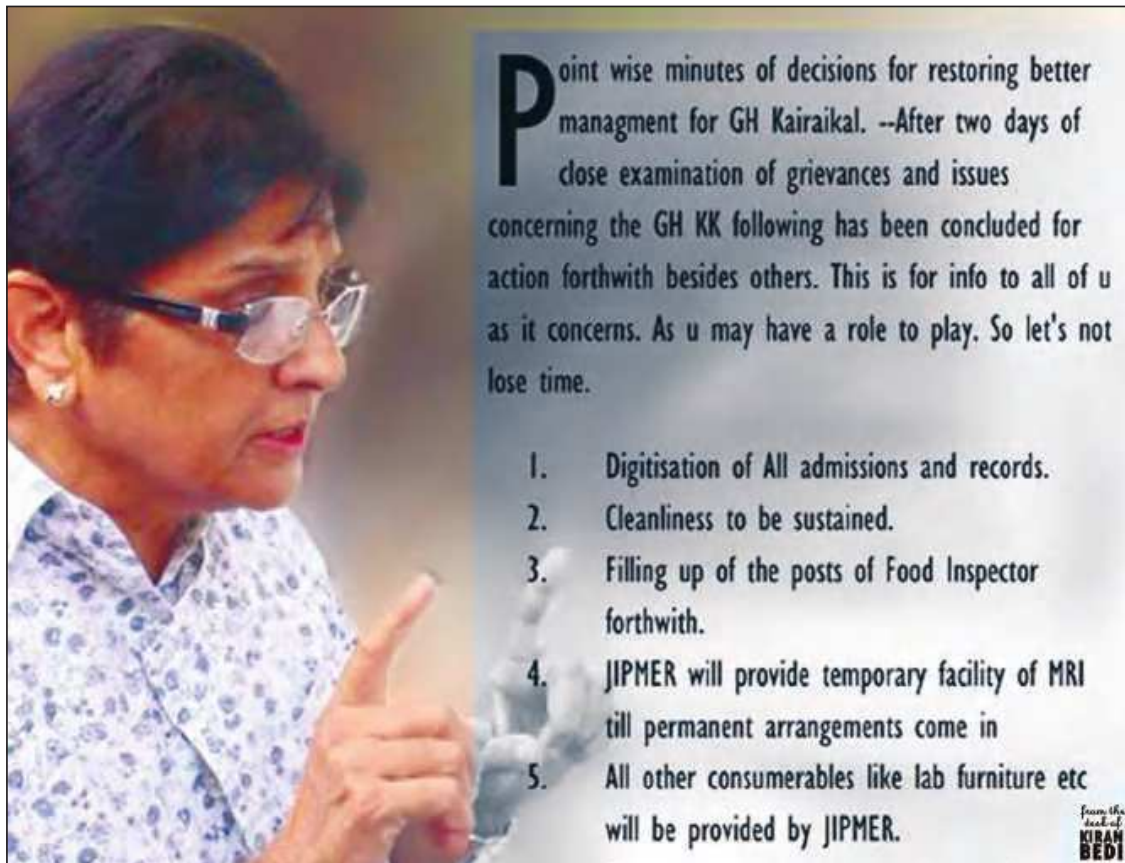 Point wise minutes of decisions for restoring better
managment for GH Kairaikal. --After two days of
close examination of grievances and issues
concerning the GH KK following has been concluded for
action forthwith besides others. This is for info to all of u
as it concerns. As u may have a role to play. So let's not
lose time.
1. Digitisation of All admissions and records.
2. Cleanliness to be sustained.
3. Filling up of the posts of Food Inspector
forthwith.
4. JIPMER will provide temporary facility of MRI
till permanent arrangements come in
5. All other consumerables like lab furniture etc
will be provided by JIPMER.
from the
desk of
KIRAN
BEDI